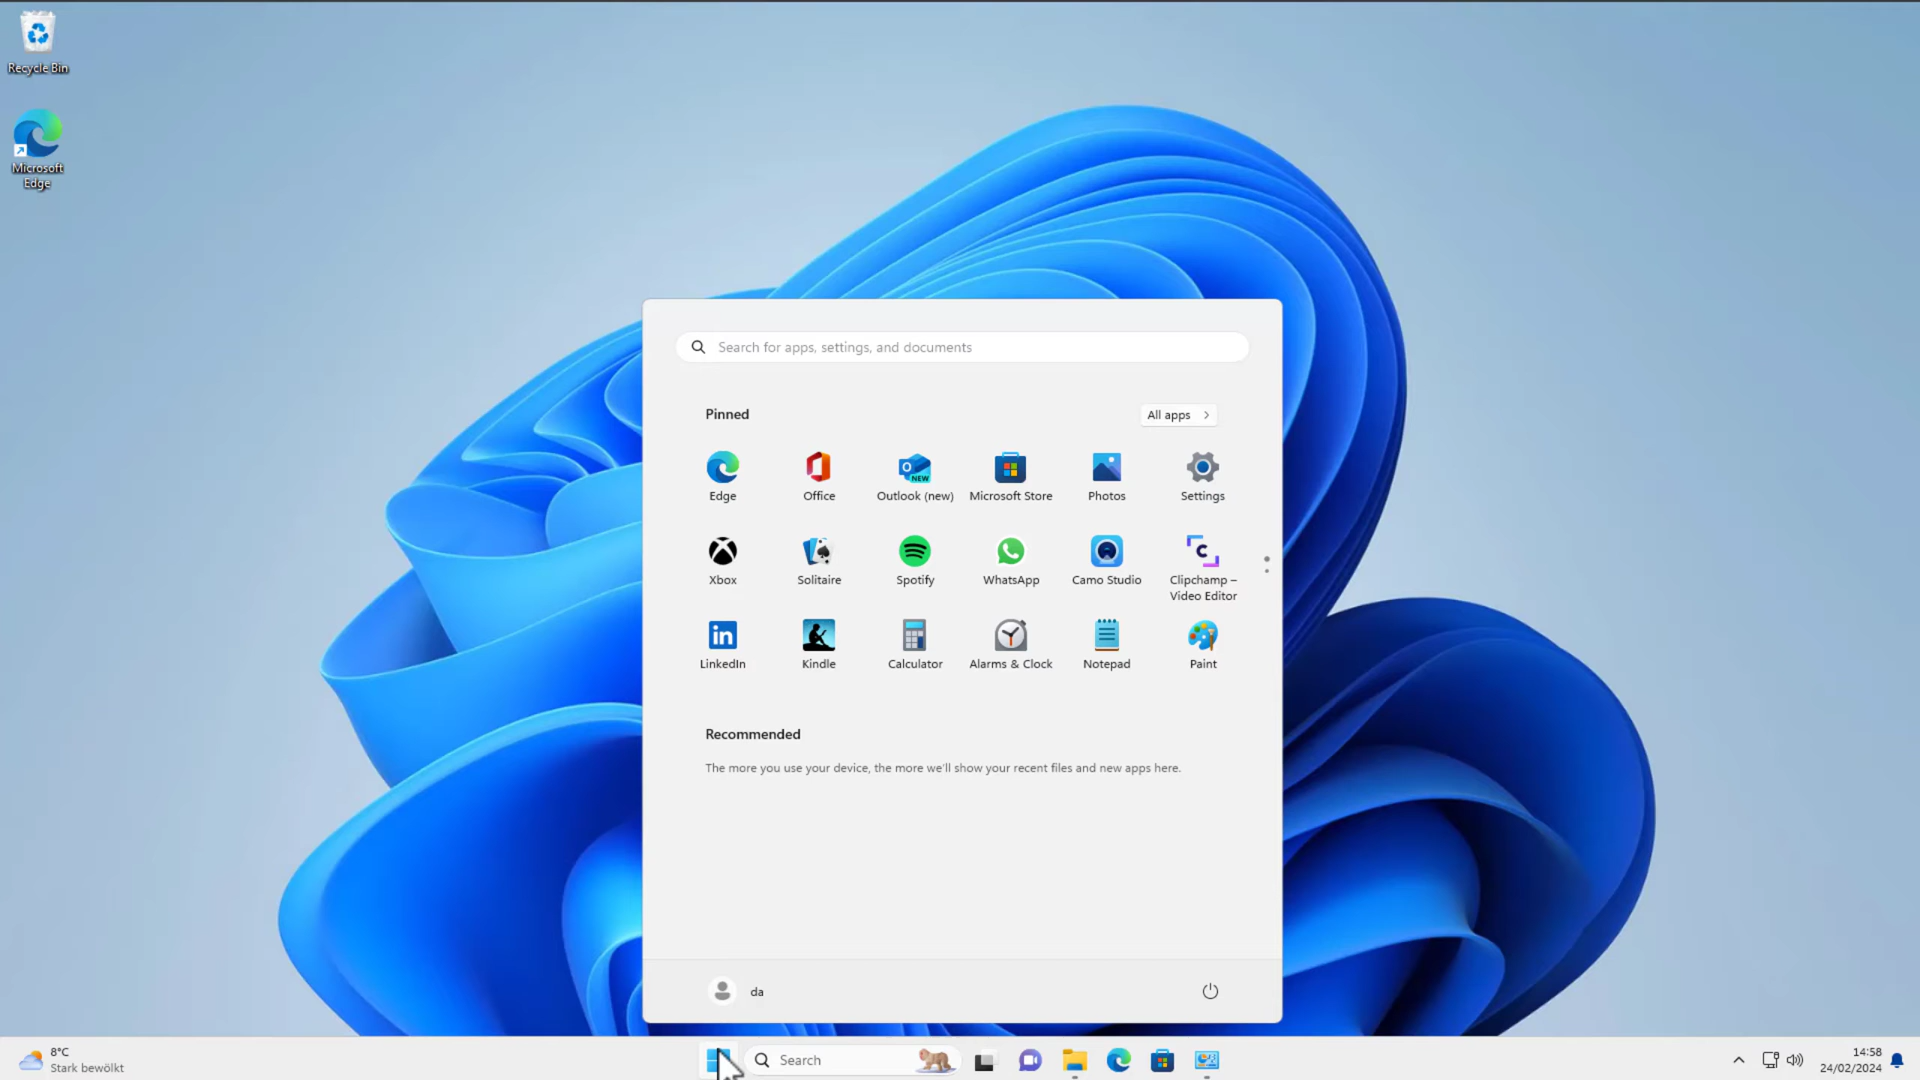 Recycle Bin
Microsoft
Edge
Search for apps, settings, and documents
Pinned
All apps
Edge
Office
Outlook (new)
Microsoft Store
Photos
Settings
Xbox
Solitaire
Spotify
WhatsApp
Camo Studio
Clipchamp –
Video Editor
LinkedIn
Kindle
Calculator
Alarms & Clock
Notepad
Paint
Recommended
The more you use your device, the more we'll show your recent files and new apps here.
da
8°C
Stark bewölkt
Search
14:58
24/02/2024